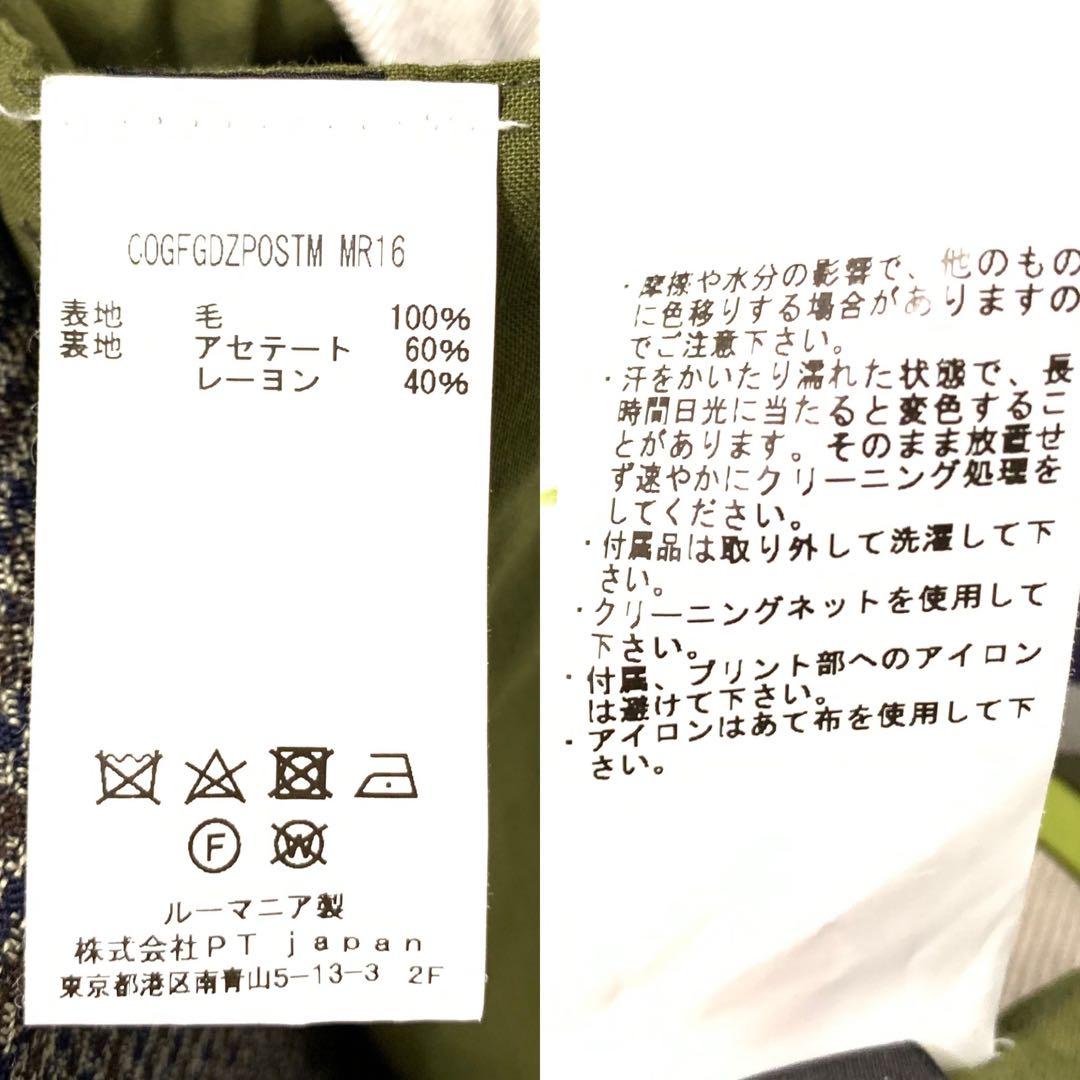 COGFGDZPOSTM MR16
表地 毛 100%
裏地 アセテート 60%
レーヨン 40%
F
W
ルーマニア製
株式会社PT japan
東京都港区南青山5-13-3 2F
・摩擦や水分の影響で、他のもの
に色移りする場合がありますの
でご注意下さい。
・汗をかいたり濡れた状態で、長
時間日光に当たると変色するこ
とがあります。そのまま放置せ
ず速やかにクリーニング処理を
してください。
・付属品は取り外して洗濯して下
さい。
・クリーニングネットを使用して
下さい。
・付属、プリント部へのアイロン
は避けて下さい。
・アイロンはあて布を使用して下
さい。